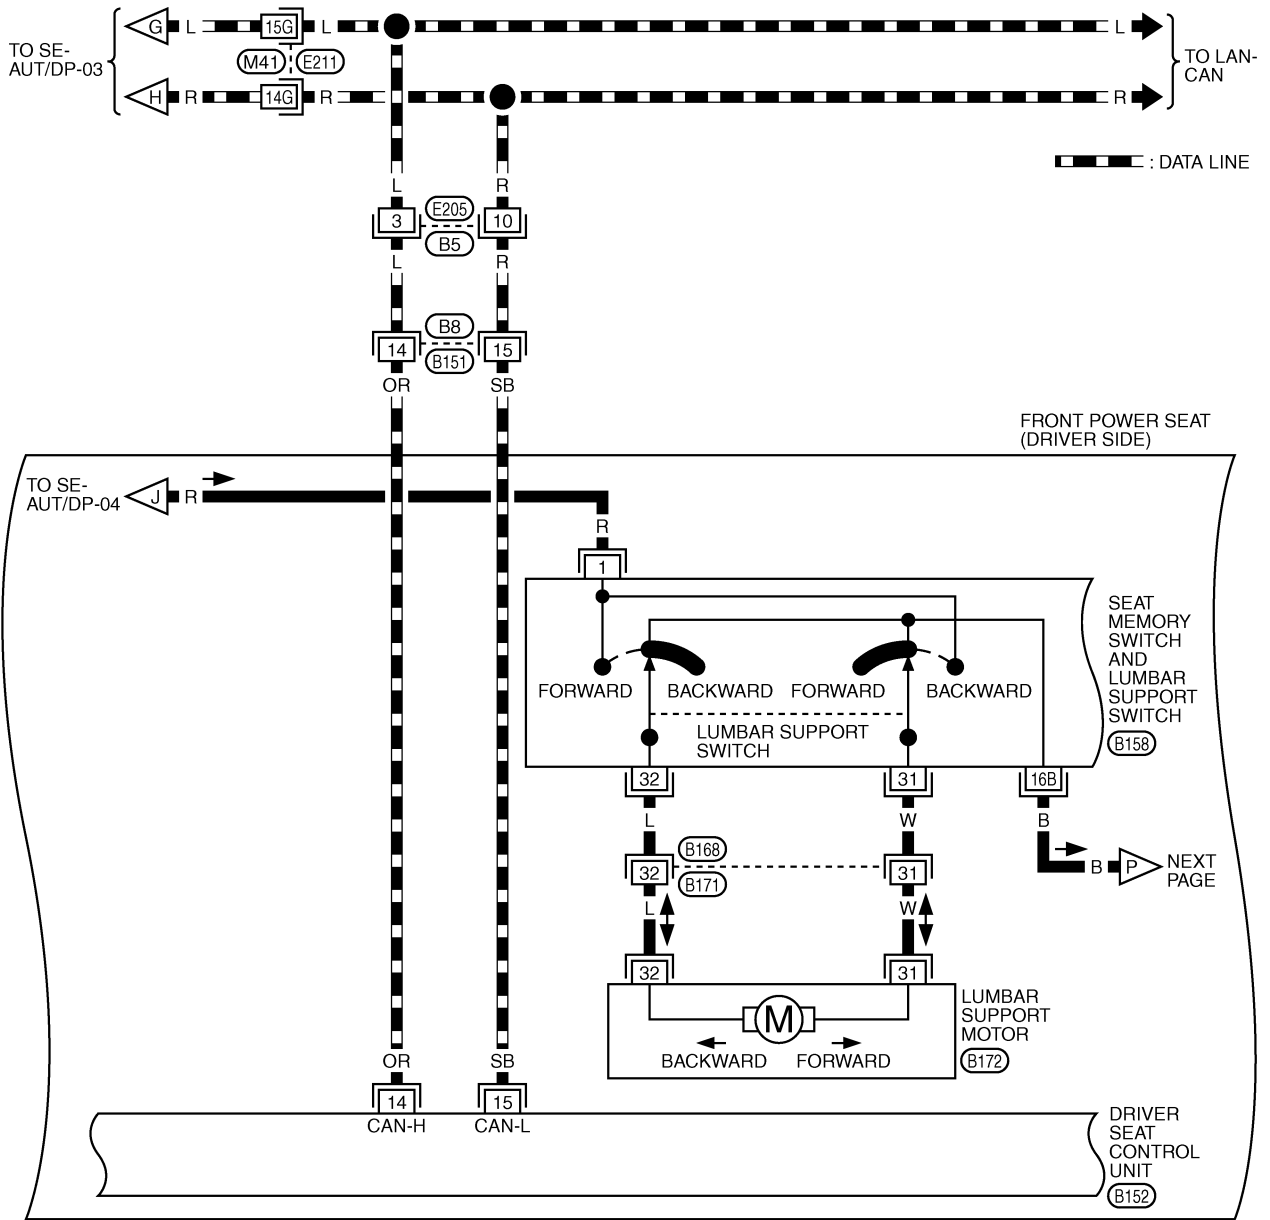 G L 15G L L
TO SE-
AUT/DP-03
M41 E211
TO LAN-
CAN
H R 14G R R
: DATA LINE
L R
3 E205 10
B5
L R
B8
14 15
B151
OR SB
FRONT POWER SEAT
(DRIVER SIDE)
TO SE-
AUT/DP-04
J R
R
1
SEAT
MEMORY
SWITCH
AND
LUMBAR
SUPPORT
SWITCH
B158
FORWARD BACKWARD FORWARD BACKWARD
LUMBAR SUPPORT
SWITCH
32 31 16B
L W B
B168
32 31
B171
B P NEXT
PAGE
L W
32 31
M
BACKWARD FORWARD
LUMBAR
SUPPORT
MOTOR
B172
OR SB
14 15
CAN-H CAN-L
DRIVER
SEAT
CONTROL
UNIT
B152